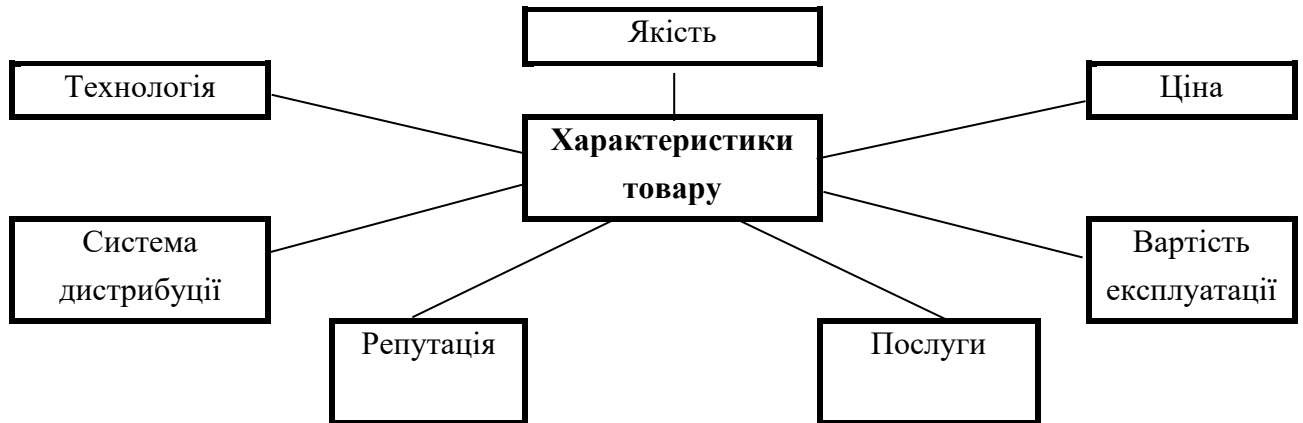 Якість
Технологія
Ціна
Характеристики
товару
Система
дистрибуції
Вартість
експлуатації
Репутація
Послуги